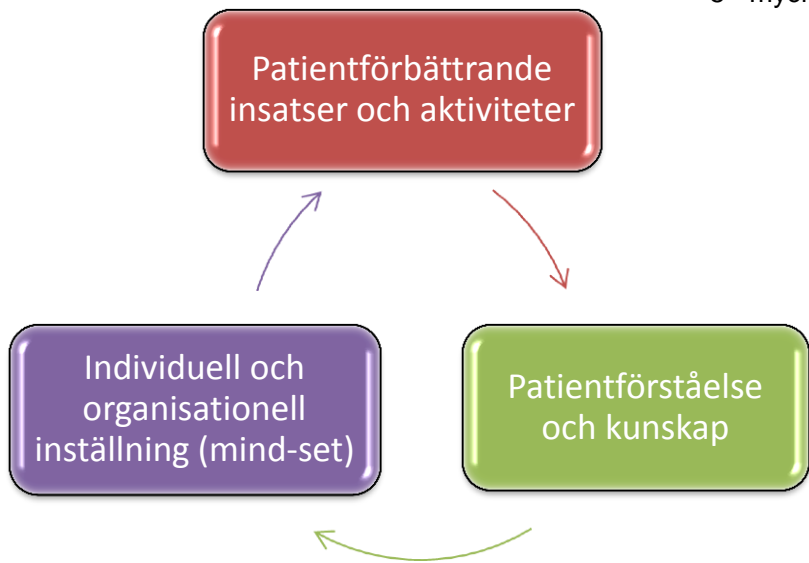 Patientförbättrande
insatser och aktiviteter
Individuell och
organisationell
inställning (mind-set)
Patientförståelse
och kunskap